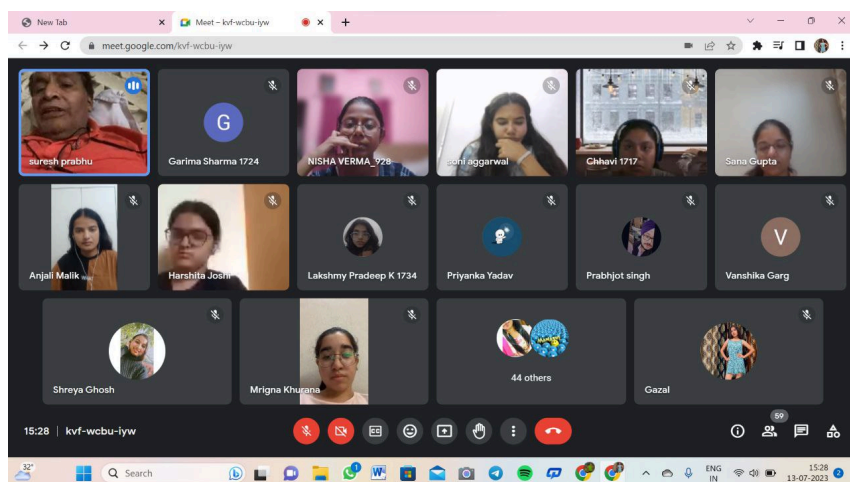 New Tab
Meet – kvf-wcbu-iyw
meet.google.com/kvf-wcbu-iyw
suresh prabhu
G
Garima Sharma 1724
NISHA VERMA_928
soni aggarwal
Chhavi 1717
Sana Gupta
Anjali Malik
Harshita Joshi
Lakshmy Pradeep K 1734
Priyanka Yadav
Prabhjot singh
V
Vanshika Garg
Shreya Ghosh
Mrigna Khurana
44 others
Gazal
15:28 | kvf-wcbu-iyw
CC
59
32°
Search
ENG
IN
15:28
13-07-2023
2